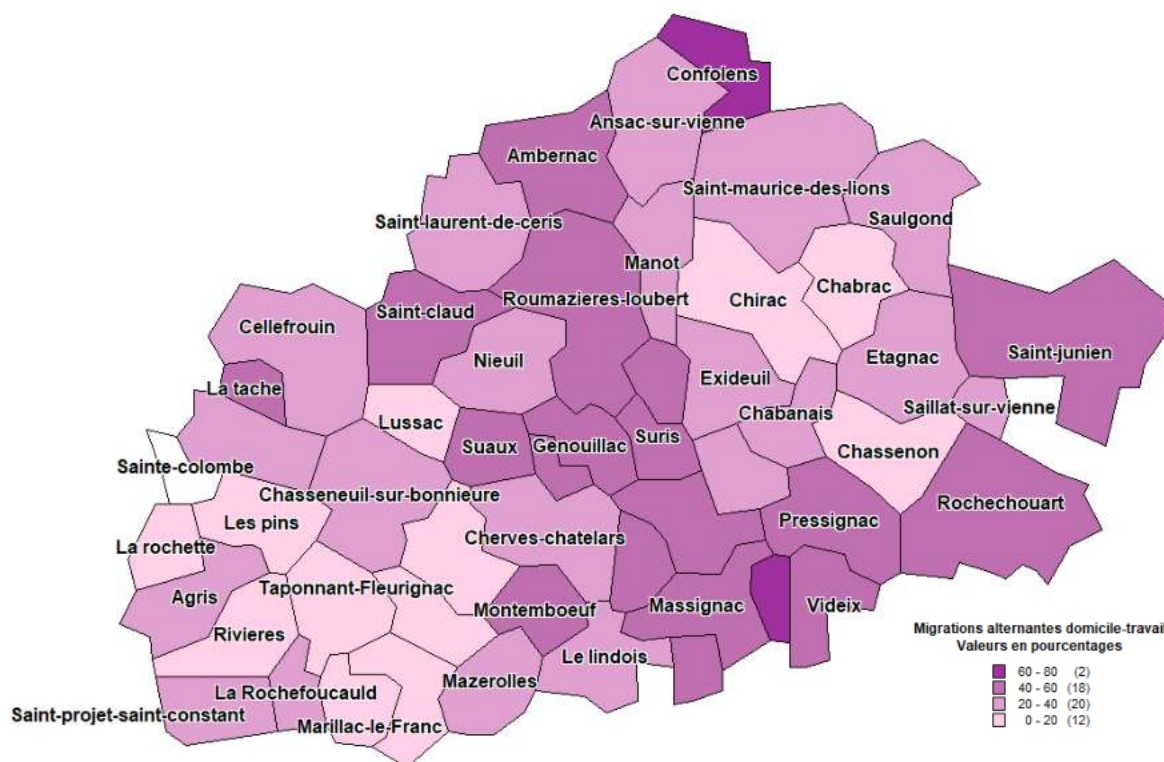 Confolens
Ansac-sur-vienne
Ambernac
Saint-maurice-des-lions
Saint-laurent-de-ceris
Saulgond
Manot
Chabrac
Roumazieres-loubert
Chirac
Saint-claud
Cellefrouin
Saint-junien
Nieuil
Etagnac
Exideuil
La tache
Saillat-sur-vienne
Chabanais
Lussac
Suris
Génouillac
Suaux
Chassenon
Sainte-colombe
Chasseneuil-sur-bonnieure
Rochechouart
Les pins
Pressignac
Cherves-chatelars
La rochette
Taponnant-Fleurignac
Agris
Montemboeuf
Massignac
Videix
Rivieres
Le lindois
Mazerolles
La Rochefoucauld
Saint-projet-saint-constant
Marillac-le-Franc
Migrations alternantes domicile-travail
Valeurs en pourcentages
60 - 80 (2)
40 - 60 (18)
20 - 40 (20)
0 - 20 (12)